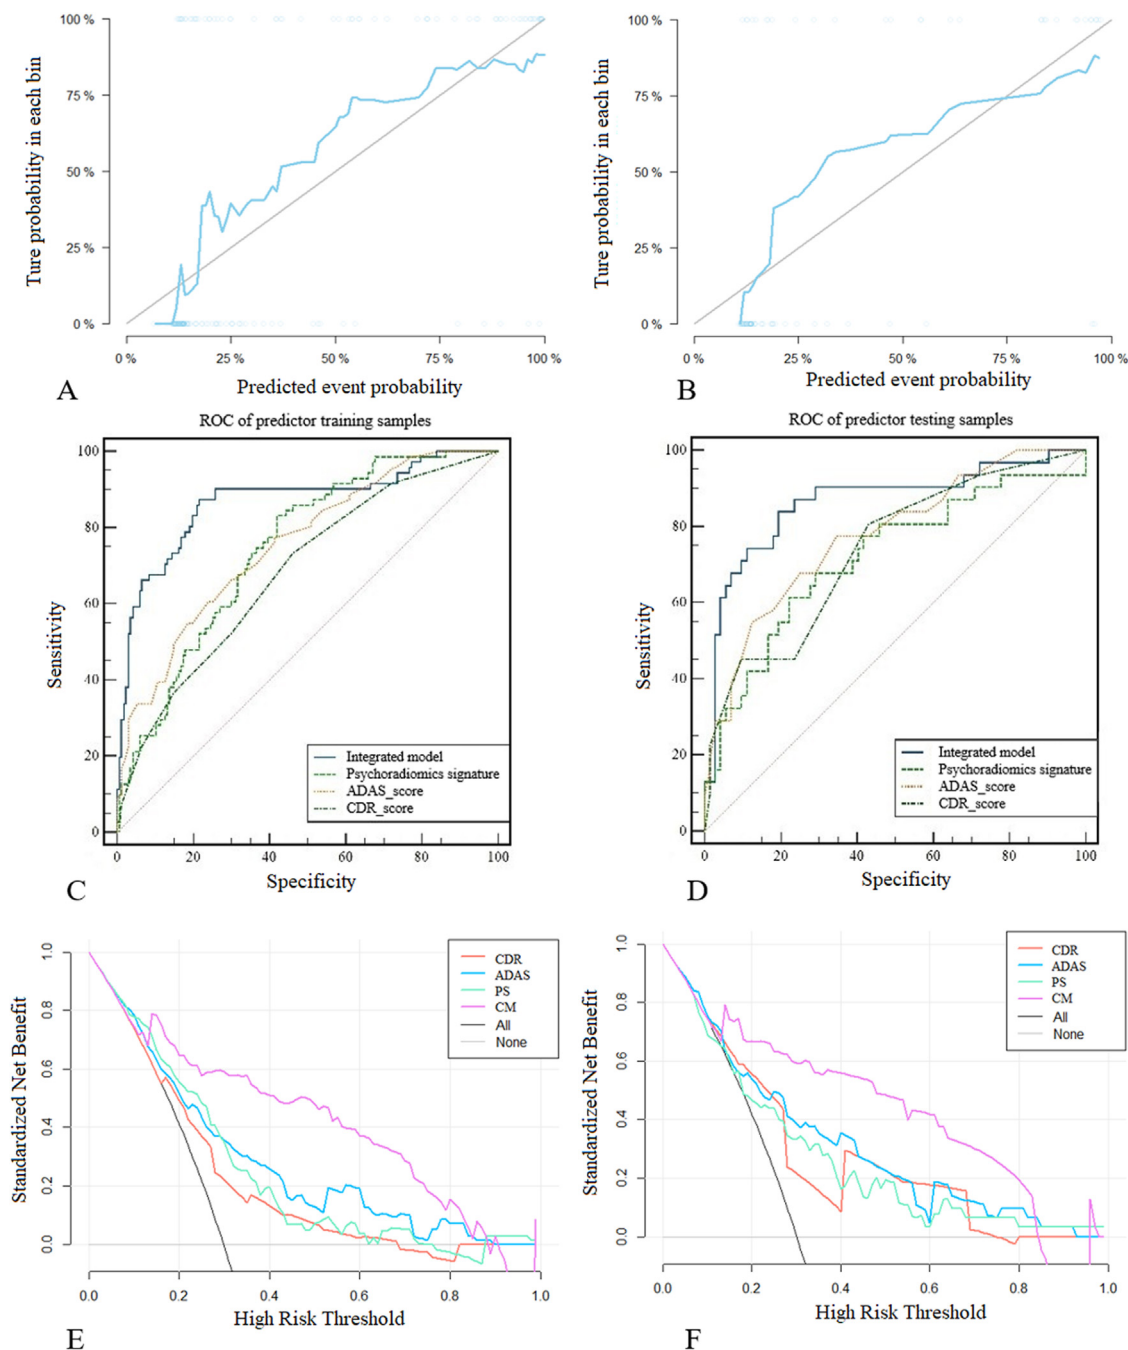 Ture probability in each bin
100 %
75 %
50 %
25 %
0 %
0 %
25 %
50 %
75 %
100 %
Predicted event probability
A
Ture probability in each bin
100 %
75 %
50 %
25 %
0 %
0 %
25 %
50 %
75 %
100 %
Predicted event probability
B
ROC of predictor training samples
Sensitivity
100
80
60
40
20
0
0
20
40
60
80
100
Integrated model
Psychoradiomics signature
ADAS_score
CDR_score
Specificity
C
ROC of predictor testing samples
Sensitivity
100
80
60
40
20
0
0
20
40
60
80
100
Integrated model
Psychoradiomics signature
ADAS_score
CDR_score
Specificity
D
Standardized Net Benefit
1.0
0.8
0.6
0.4
0.2
0.0
0.0
0.2
0.4
0.6
0.8
1.0
CDR
ADAS
PS
CM
All
None
High Risk Threshold
E
Standardized Net Benefit
1.0
0.8
0.6
0.4
0.2
0.0
0.0
0.2
0.4
0.6
0.8
1.0
CDR
ADAS
PS
CM
All
None
High Risk Threshold
F